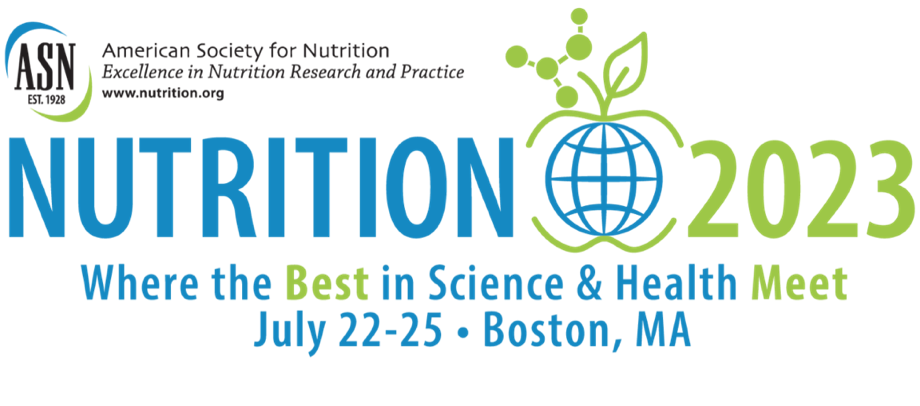 ASN
EST. 1928
American Society for Nutrition
Excellence in Nutrition Research and Practice
www.nutrition.org
NUTRITION 2023
Where the Best in Science & Health Meet
July 22-25 • Boston, MA